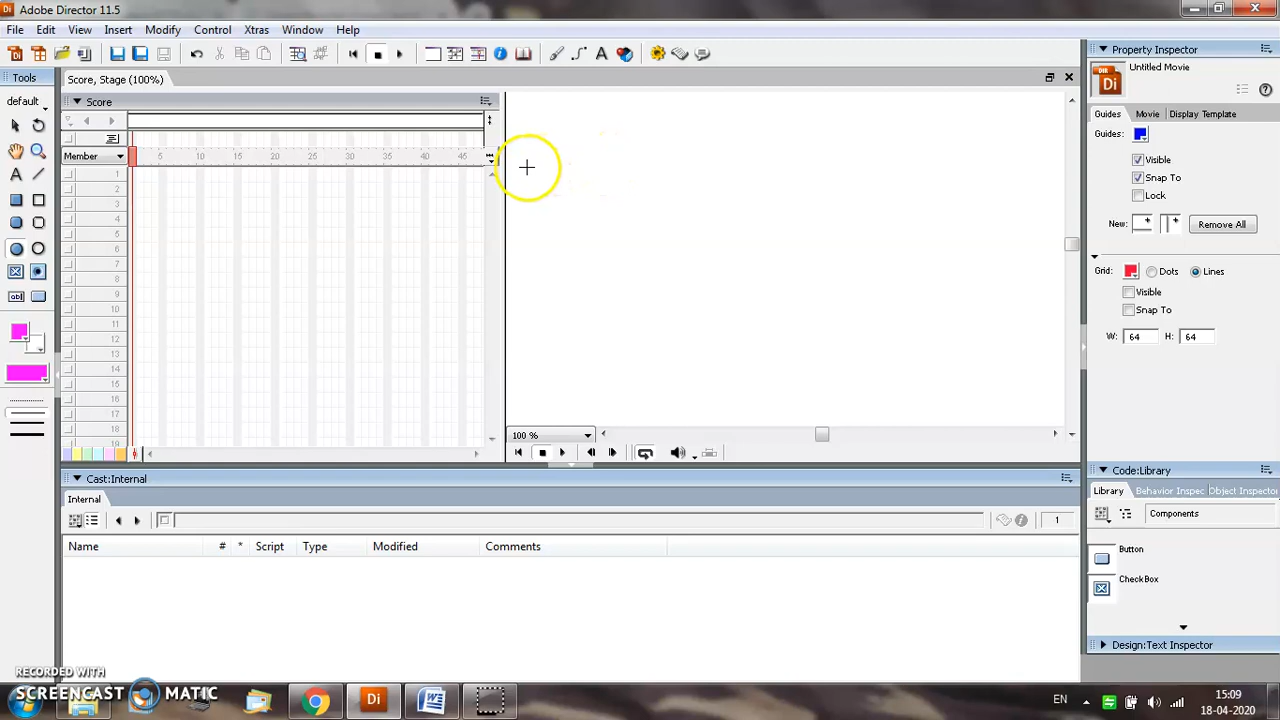 Adobe Director 11.5
File Edit View Insert Modify Control Xtras Window Help
Tools
default
Score, Stage (100%)
Score
Member
5 10 15 20 25 30 35 40 45
1
2
3
4
5
6
7
8
9
10
11
12
13
14
15
16
17
18
19
100 %
Property Inspector
Untitled Movie
Guides Movie Display Template
Guides:
Visible
Snap To
Lock
New: Remove All
Grid: Dots Lines
Visible
Snap To
W: 64 H: 64
Cast:Internal
Internal
1
Name # * Script Type Modified Comments
Code:Library
Library Behavior Inspec Object Inspector
Components
Button
CheckBox
Design:Text Inspector
RECORDED WITH
SCREENCAST MATIC
EN
15:09
18-04-2020